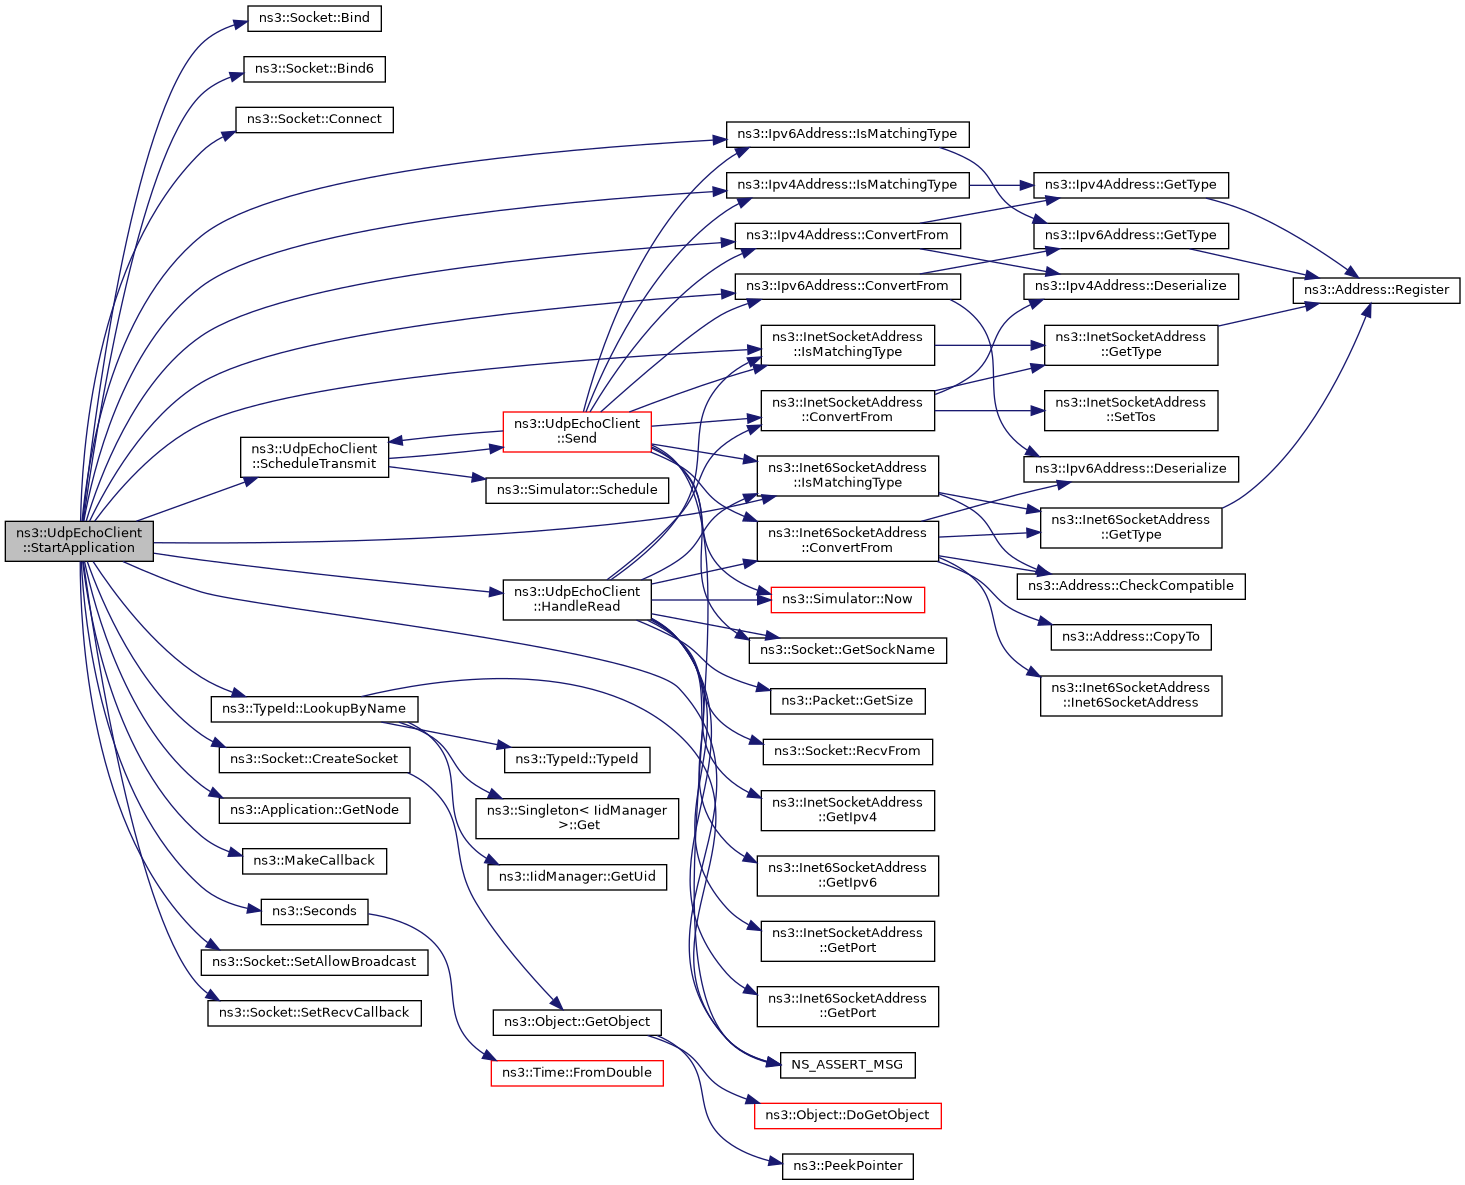 ns3::UdpEchoClient
::StartApplication
ns3::Socket::Bind
ns3::Socket::Bind6
ns3::Socket::Connect
ns3::UdpEchoClient
::ScheduleTransmit
ns3::TypeId::LookupByName
ns3::Socket::CreateSocket
ns3::Application::GetNode
ns3::MakeCallback
ns3::Seconds
ns3::Socket::SetAllowBroadcast
ns3::Socket::SetRecvCallback
ns3::UdpEchoClient
::Send
ns3::Simulator::Schedule
ns3::UdpEchoClient
::HandleRead
ns3::TypeId::TypeId
ns3::Singleton< IidManager
>::Get
ns3::IidManager::GetUid
ns3::Object::GetObject
ns3::Time::FromDouble
ns3::Ipv6Address::IsMatchingType
ns3::Ipv4Address::IsMatchingType
ns3::Ipv4Address::ConvertFrom
ns3::Ipv6Address::ConvertFrom
ns3::InetSocketAddress
::IsMatchingType
ns3::InetSocketAddress
::ConvertFrom
ns3::Inet6SocketAddress
::IsMatchingType
ns3::Inet6SocketAddress
::ConvertFrom
ns3::Simulator::Now
ns3::Socket::GetSockName
ns3::Packet::GetSize
ns3::Socket::RecvFrom
ns3::InetSocketAddress
::GetIpv4
ns3::Inet6SocketAddress
::GetIpv6
ns3::InetSocketAddress
::GetPort
ns3::Inet6SocketAddress
::GetPort
NS_ASSERT_MSG
ns3::Object::DoGetObject
ns3::PeekPointer
ns3::Ipv4Address::GetType
ns3::Ipv6Address::GetType
ns3::Ipv4Address::Deserialize
ns3::InetSocketAddress
::GetType
ns3::InetSocketAddress
::SetTos
ns3::Ipv6Address::Deserialize
ns3::Inet6SocketAddress
::GetType
ns3::Address::CheckCompatible
ns3::Address::CopyTo
ns3::Inet6SocketAddress
::Inet6SocketAddress
ns3::Address::Register